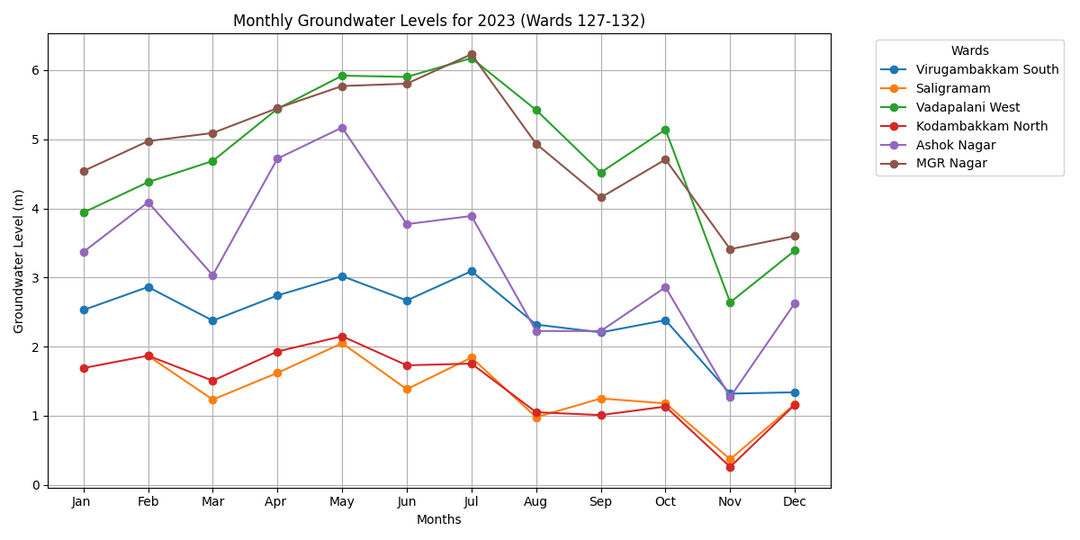 Monthly Groundwater Levels for 2023 (Wards 127-132)
Groundwater Level (m)
6
5
4
3
2
1
0
Jan Feb Mar Apr May Jun Jul Aug Sep Oct Nov Dec
Months
Wards
Virugambakkam South
Saligramam
Vadapalani West
Kodambakkam North
Ashok Nagar
MGR Nagar